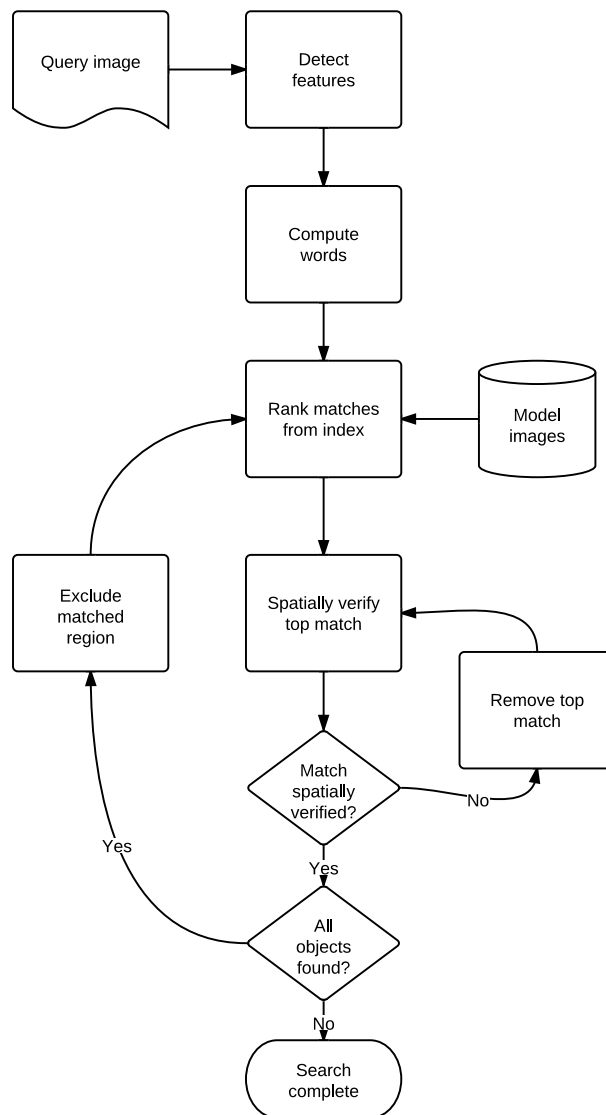 Query image
Detect
features
Compute
words
Rank matches
from index
Model
images
Exclude
matched
region
Spatially verify
top match
Remove top
match
Match
spatially
verified?
No
Yes
Yes
All
objects
found?
No
Search
complete